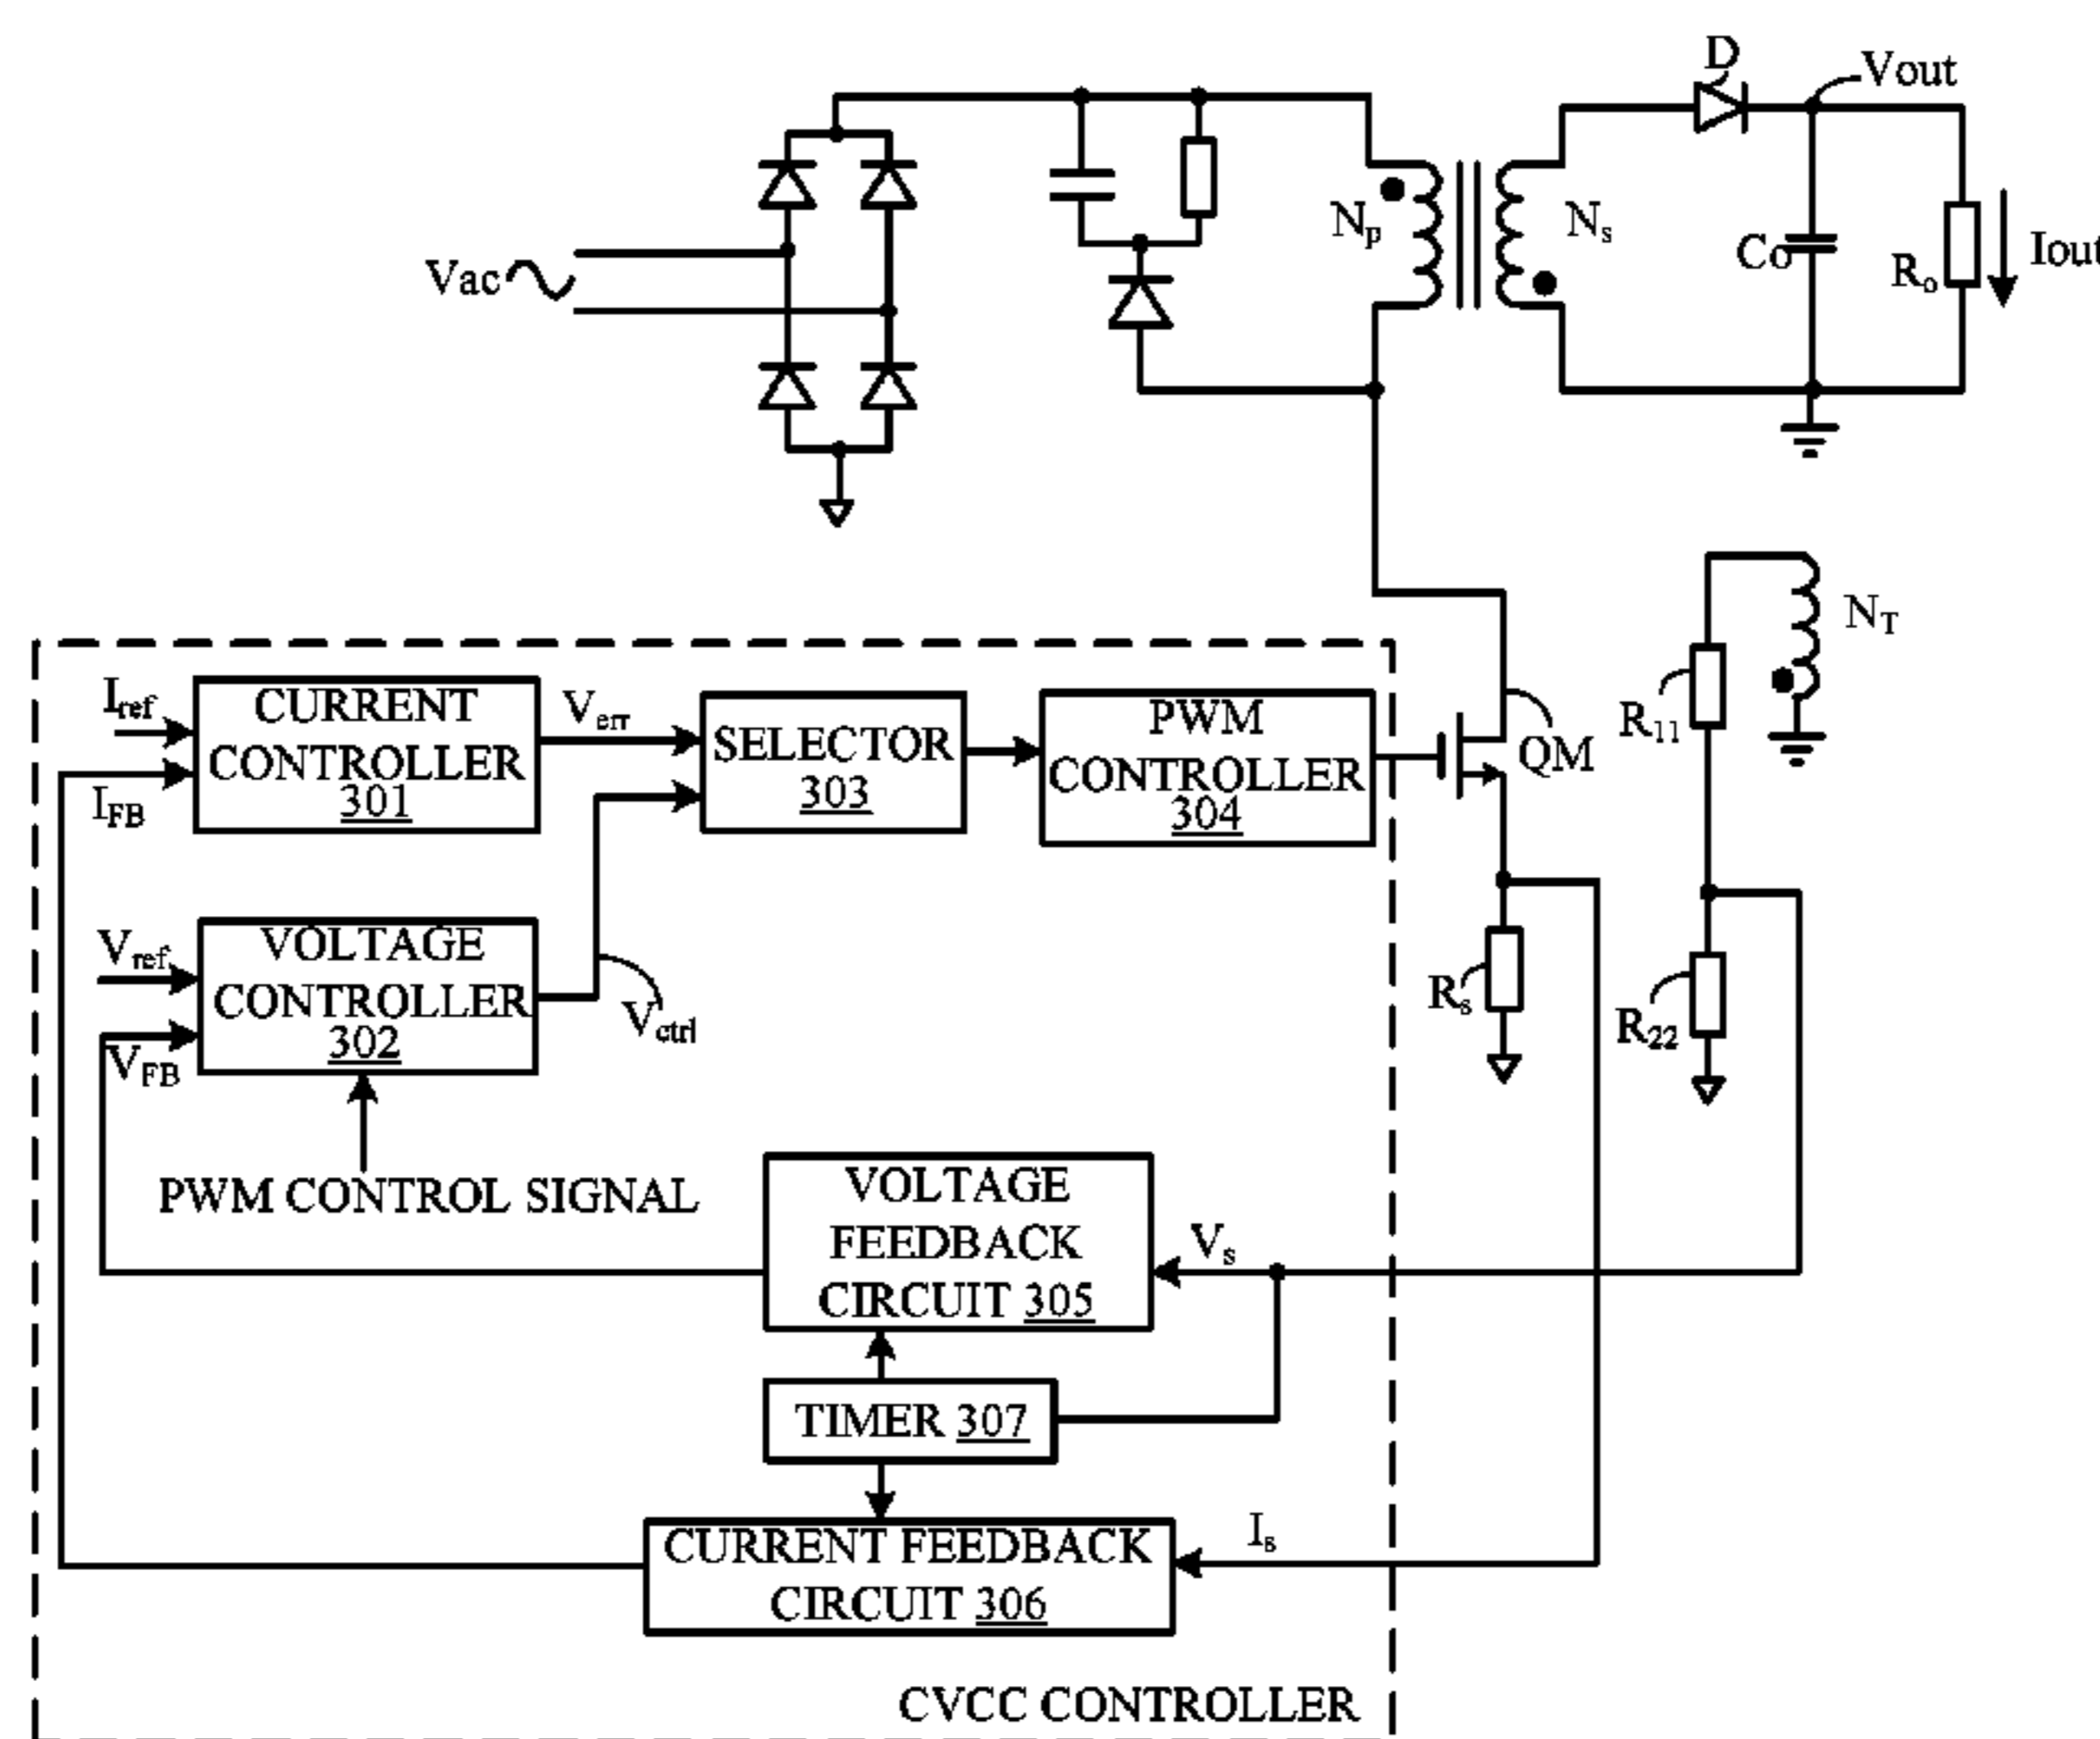 D
Vout
Vac
Np
Ns
Co
Ro
Iout
NT
R11
QM
Iref
CURRENT
CONTROLLER
301
IFB
Verr
SELECTOR
303
PWM
CONTROLLER
304
Vref
VOLTAGE
CONTROLLER
302
VFB
Vctrl
Rs
R22
PWM CONTROL SIGNAL
VOLTAGE
FEEDBACK
CIRCUIT 305
Vs
TIMER 307
CURRENT FEEDBACK
CIRCUIT 306
Is
CVCC CONTROLLER